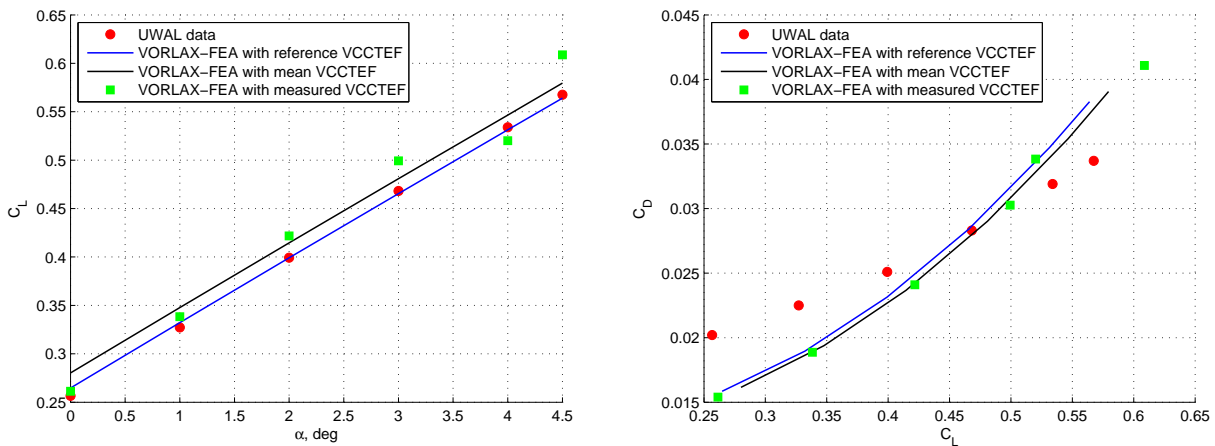 0.65
0.6
0.55
0.5
0.45
0.4
0.35
0.3
0.25
C_L
UWAL data
VORLAX−FEA with reference VCCTEF
VORLAX−FEA with mean VCCTEF
VORLAX−FEA with measured VCCTEF
0 0.5 1 1.5 2 2.5 3 3.5 4 4.5
α, deg
0.045
0.04
0.035
0.03
0.025
0.02
0.015
C_D
UWAL data
VORLAX−FEA with reference VCCTEF
VORLAX−FEA with mean VCCTEF
VORLAX−FEA with measured VCCTEF
0.25 0.3 0.35 0.4 0.45 0.5 0.55 0.6 0.65
C_L